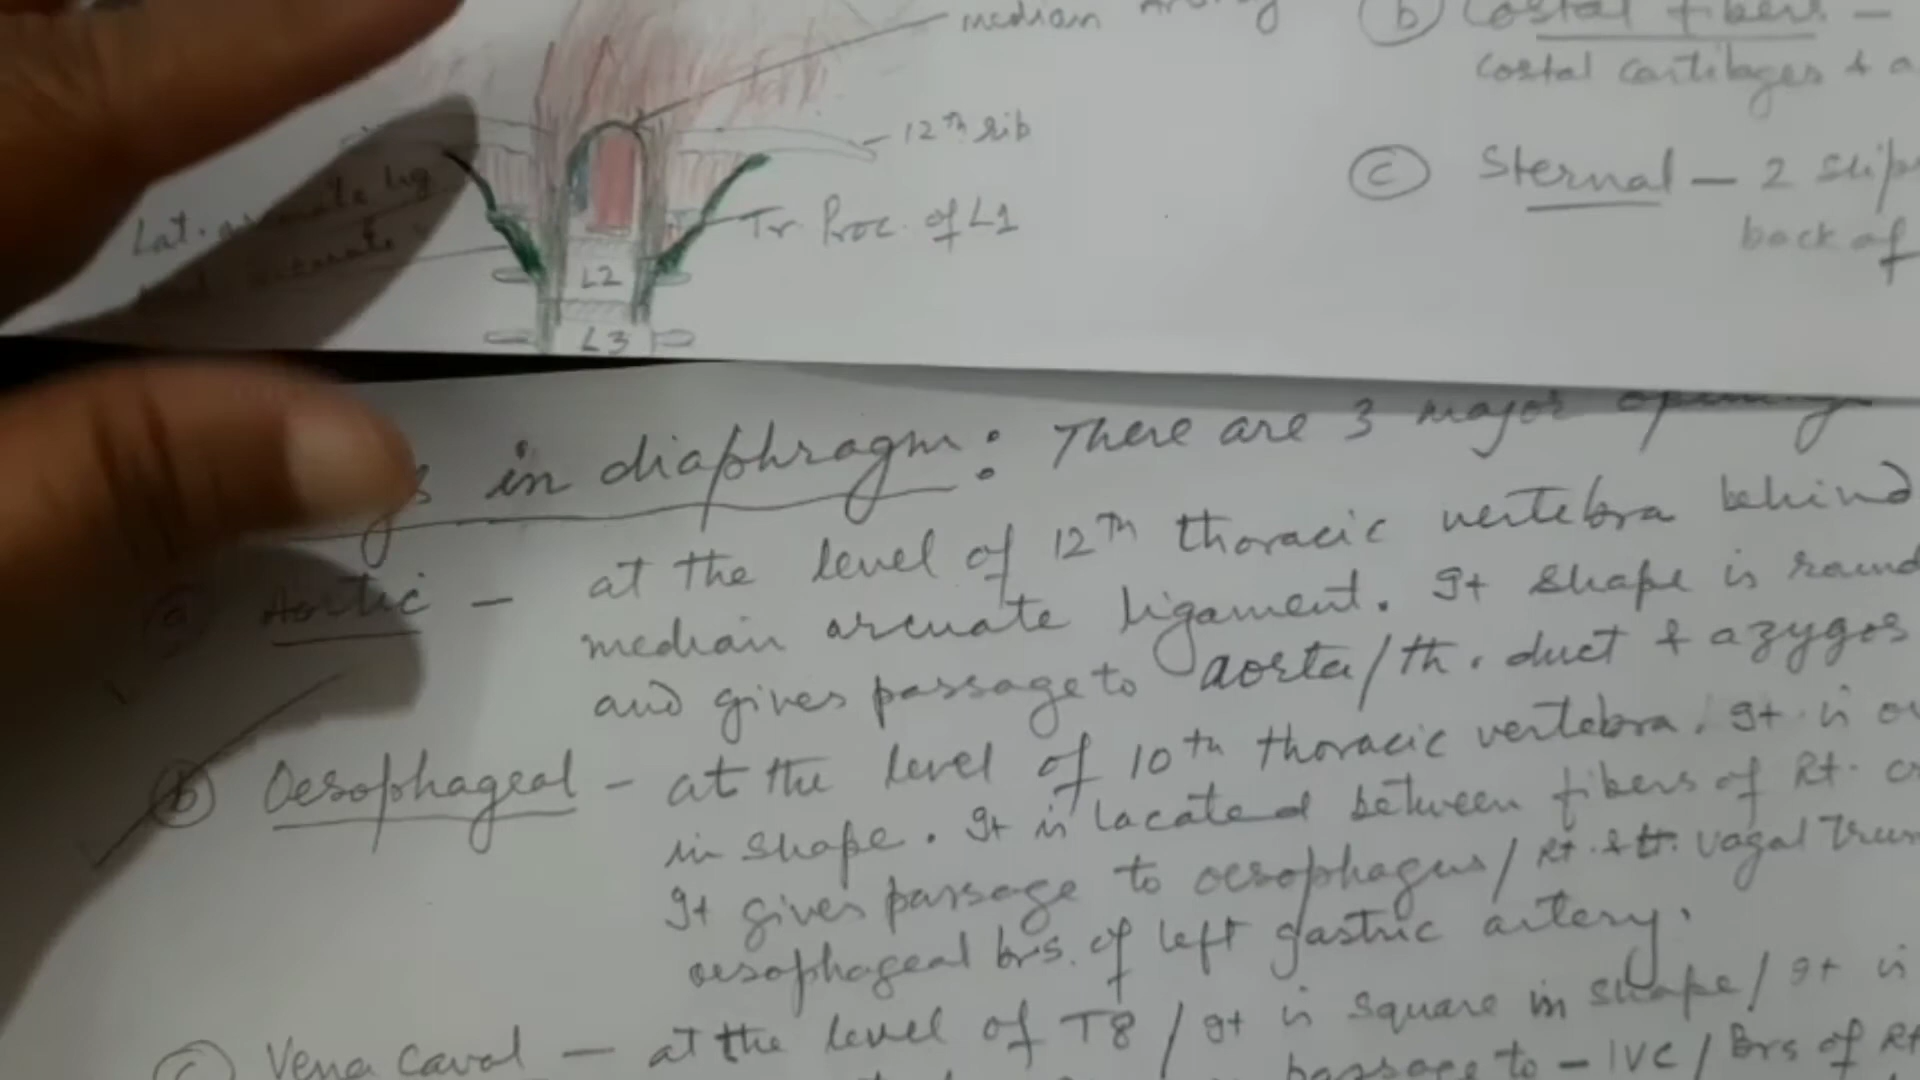 median
12th rib
Lat.
Tr. Proc. of L1
L2
L3
b Costal fibers —
costal cartilages & a
c Sternal — 2 slips
back of
in diaphragm: There are 3 major
a Aortic — at the level of 12th thoracic vertebra behind
median arcuate ligament. It shape is round
and gives passage to aorta/th. duct & azygos
b Oesophageal - at the level of 10th thoracic vertebra. It is
in shape. It is lacated between fibers of Rt.
It gives passage to oesophagus/Rt. & Lt. vagal
oesophageal brs. of left gastric artery.
c Vena Caval — at the level of T8/It is square in shape/It is
passage to - IVC/Brs of Rt